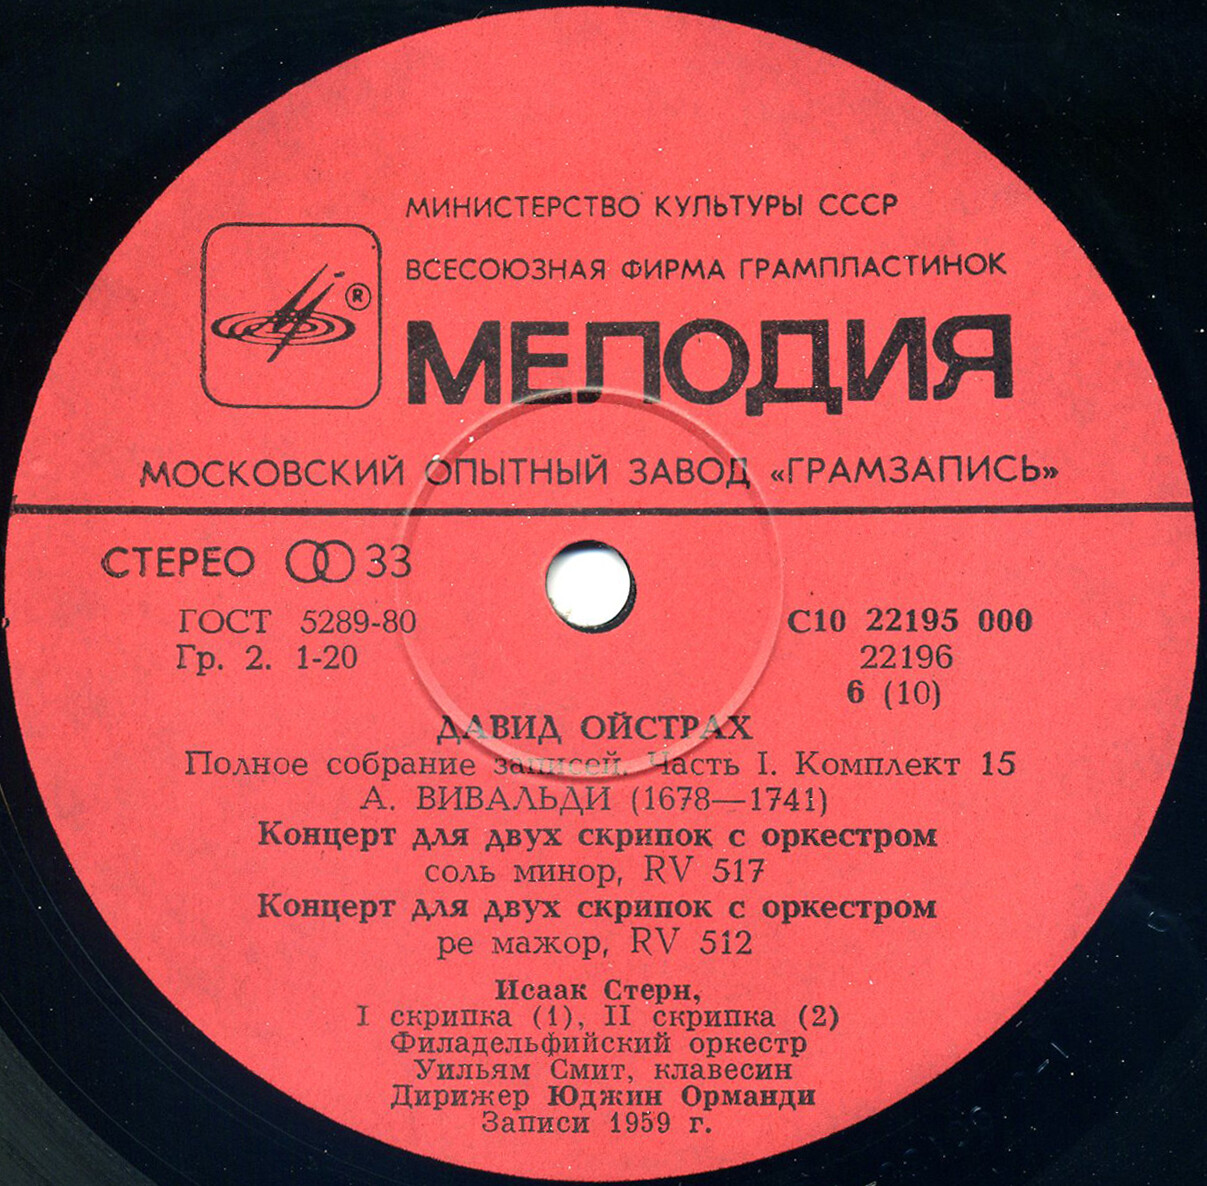 МИНИСТЕРСТВО КУЛЬТУРЫ СССР
ВСЕСОЮЗНАЯ ФИРМА ГРАМПЛАСТИНОК
®
МЕЛОДИЯ
МОСКОВСКИЙ ОПЫТНЫЙ ЗАВОД «ГРАМЗАПИСЬ»
СТЕРЕО 33
ГОСТ 5289-80
Гр. 2. 1-20
С10 22195 000
22196
6 (10)
ДАВИД ОЙСТРАХ
Полное собрание записей. Часть I. Комплект 15
А. ВИВАЛЬДИ (1678—1741)
Концерт для двух скрипок с оркестром
соль минор, RV 517
Концерт для двух скрипок с оркестром
ре мажор, RV 512
Исаак Стерн,
I скрипка (1), II скрипка (2)
Филадельфийский оркестр
Уильям Смит, клавесин
Дирижер Юджин Орманди
Записи 1959 г.